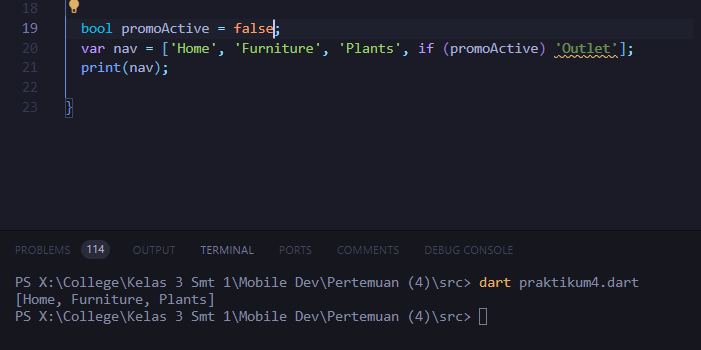 18
19 bool promoActive = false;
20 var nav = ['Home', 'Furniture', 'Plants', if (promoActive) 'Outlet'];
21 print(nav);
22
23 }
PROBLEMS 114 OUTPUT TERMINAL PORTS COMMENTS DEBUG CONSOLE
PS X:\College\Kelas 3 Smt 1\Mobile Dev\Pertemuan (4)\src> dart praktikum4.dart
[Home, Furniture, Plants]
PS X:\College\Kelas 3 Smt 1\Mobile Dev\Pertemuan (4)\src>